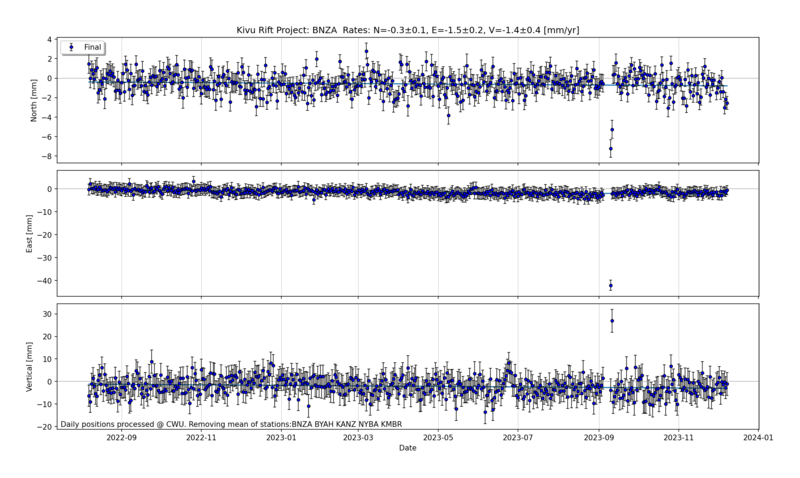 Kivu Rift Project: BNZA  Rates: N=-0.3±0.1, E=-1.5±0.2, V=-1.4±0.4 [mm/yr]
Final
North [mm]
4
2
0
−2
−4
−6
−8
East [mm]
0
−10
−20
−30
−40
Vertical [mm]
30
20
10
0
−10
−20
Daily positions processed @ CWU. Removing mean of stations:BNZA BYAH KANZ NYBA KMBR
2022-09 2022-11 2023-01 2023-03 2023-05 2023-07 2023-09 2023-11 2024-01
Date